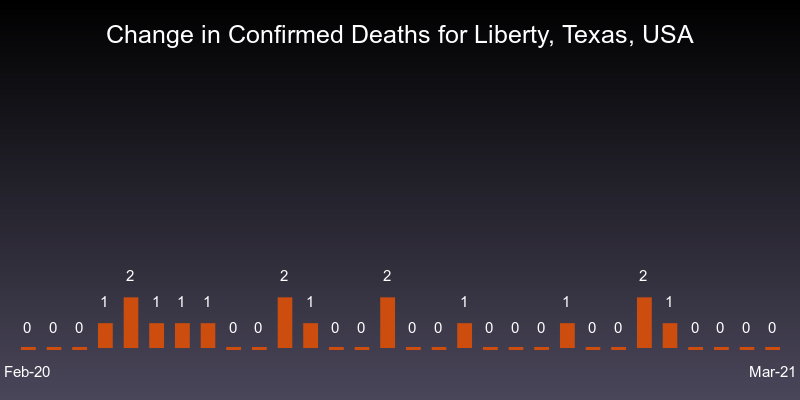 Change in Confirmed Deaths for Liberty, Texas, USA
0 0 0 1 2 1 1 1 0 0 2 1 0 0 2 0 0 1 0 0 0 1 0 0 2 1 0 0 0 0
Feb-20 Mar-21